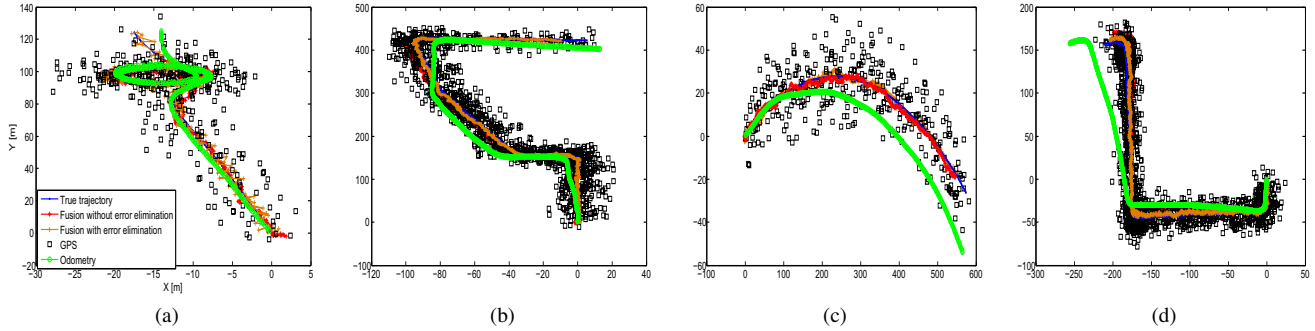 140
120
100
80
60
40
20
0
−20
−30 −25 −20 −15 −10 −5 0 5
Y [m]
X [m]
True trajectory
Fusion without error elimination
Fusion with error elimination
GPS
Odometry
(a)
500
400
300
200
100
0
−100
−120 −100 −80 −60 −40 −20 0 20 40
(b)
60
40
20
0
−20
−40
−60
−100 0 100 200 300 400 500 600
(c)
200
150
100
50
0
−50
−100
−300 −250 −200 −150 −100 −50 0 50
(d)